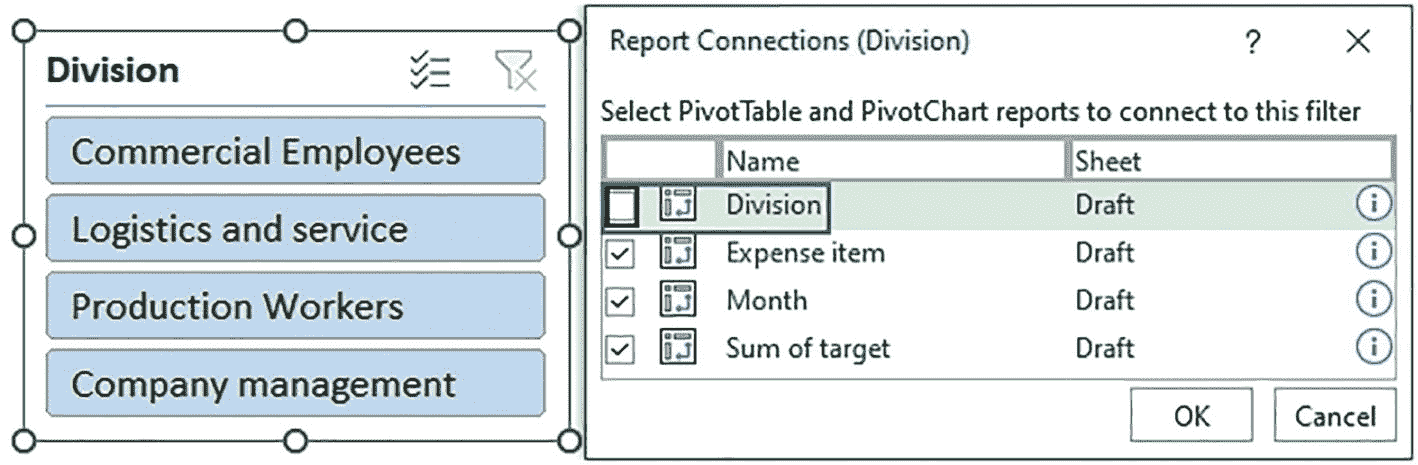 Division
Commercial Employees
Logistics and service
Production Workers
Company management
Report Connections (Division)
?
Select PivotTable and PivotChart reports to connect to this filter
Name Sheet
Division Draft
Expense item Draft
Month Draft
Sum of target Draft
OK Cancel